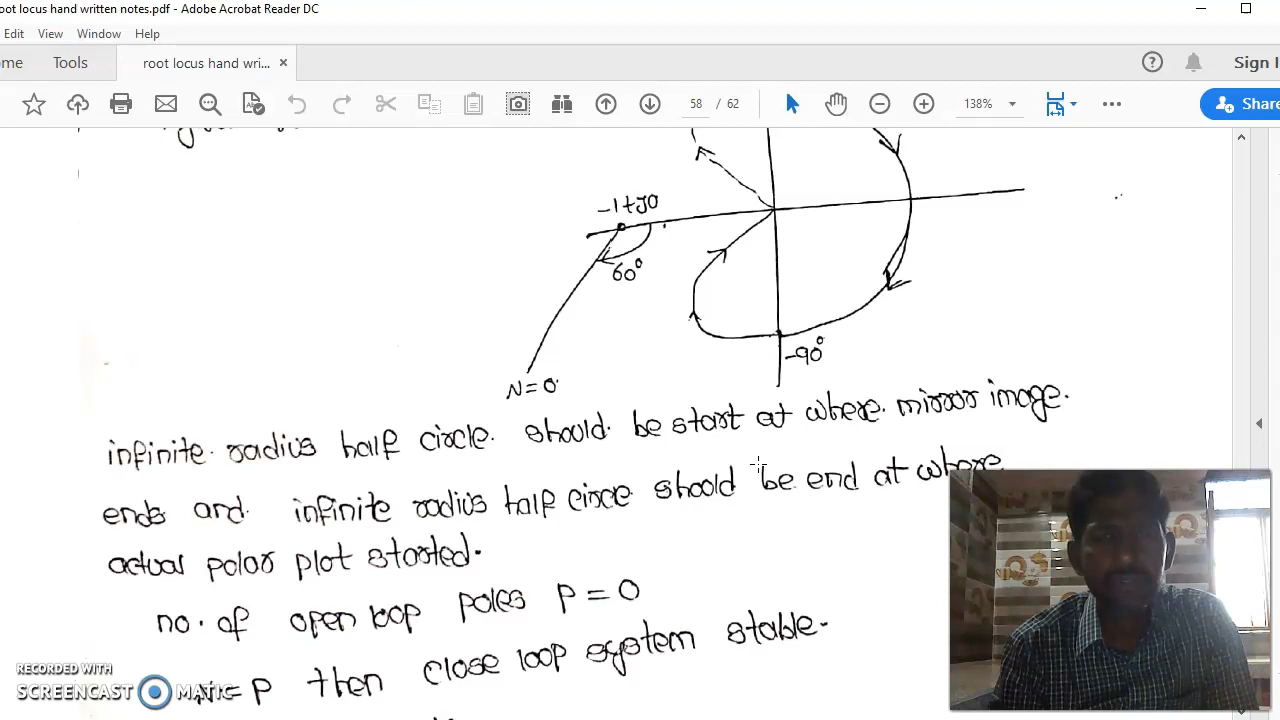 oot locus hand written notes.pdf - Adobe Acrobat Reader DC
Edit View Window Help
ome Tools root locus hand wri... × Sign I
58 / 62 138% Share
-1+J0
60°
-90°
N=0
infinite radius half circle should be start at where mirror image.
ends and infinite radius half circe should be end at where
actual polar plot started.
no. of open loop poles P = 0
N = P then close loop system stable.
RECORDED WITH
SCREENCAST MATIC